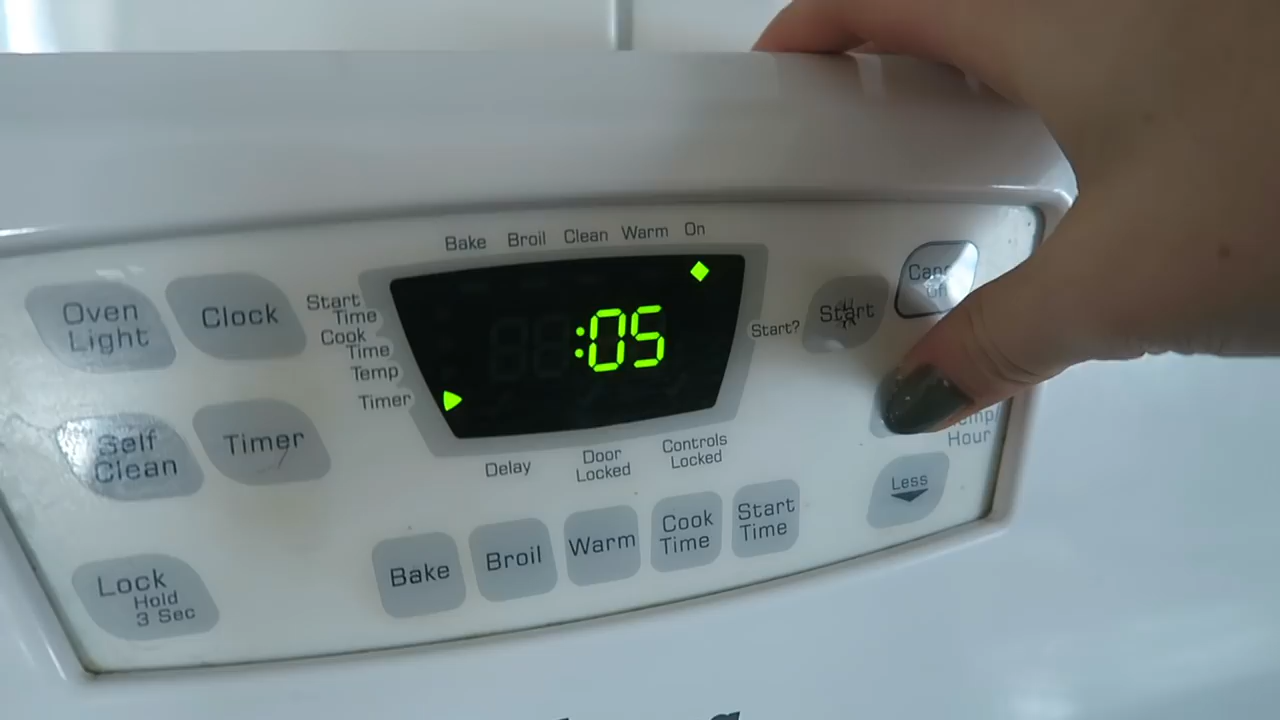 Bake Broil Clean Warm On
Oven
Light
Clock
Start
Time
Cook
Time
Temp
Timer
:05
Start?
Start
Off
Self
Clean
Timer
Temp/
Hour
Less
Delay
Door
Locked
Controls
Locked
Lock
Hold
3 Sec
Bake
Broil
Warm
Cook
Time
Start
Time